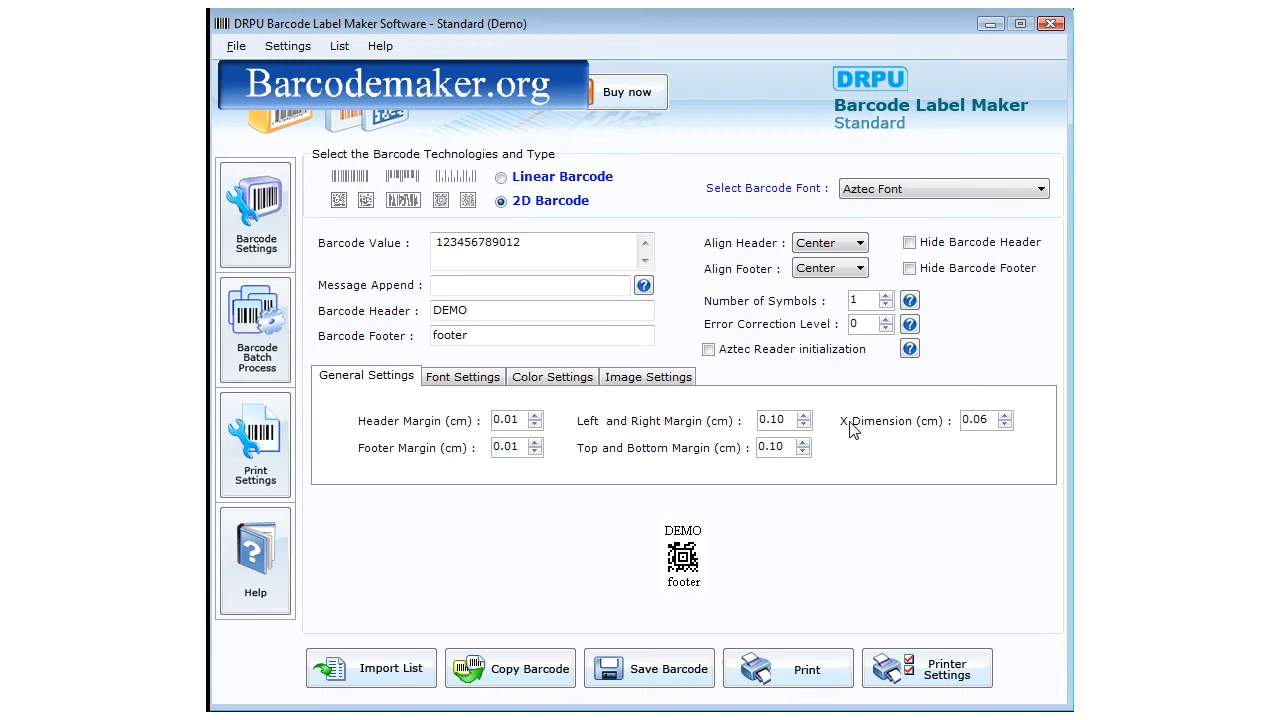 DRPU Barcode Label Maker Software - Standard (Demo)
File Settings List Help
Barcodemaker.org
Buy now
DRPU
Barcode Label Maker
Standard
Select the Barcode Technologies and Type
Linear Barcode
2D Barcode
Select Barcode Font : Aztec Font
Barcode Settings
Barcode Batch Process
Print Settings
Help
Barcode Value : 123456789012
Message Append :
Barcode Header : DEMO
Barcode Footer : footer
Align Header : Center
Hide Barcode Header
Align Footer : Center
Hide Barcode Footer
Number of Symbols : 1
Error Correction Level : 0
Aztec Reader initialization
General Settings Font Settings Color Settings Image Settings
Header Margin (cm) : 0.01 Left and Right Margin (cm) : 0.10 X Dimension (cm) : 0.06
Footer Margin (cm) : 0.01 Top and Bottom Margin (cm) : 0.10
DEMO
footer
Import List Copy Barcode Save Barcode Print Printer Settings